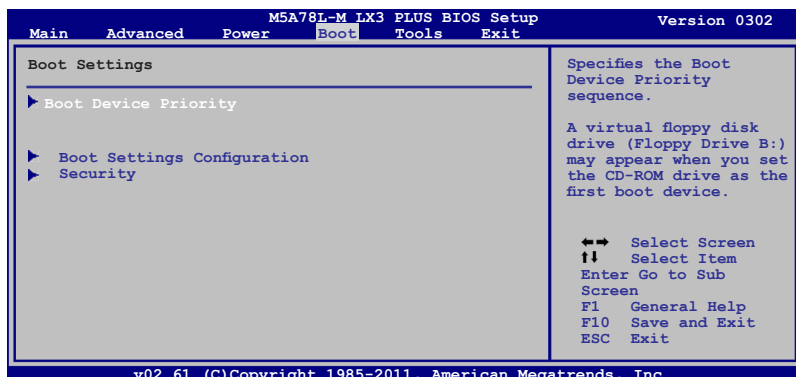 M5A78L-M LX3 PLUS BIOS Setup Version 0302
Main Advanced Power Boot Tools Exit
Boot Settings
Boot Device Priority
Boot Settings Configuration
Security
Specifies the Boot
Device Priority
sequence.
A virtual floppy disk
drive (Floppy Drive B:)
may appear when you set
the CD-ROM drive as the
first boot device.
←→ Select Screen
↑↓ Select Item
Enter Go to Sub
Screen
F1 General Help
F10 Save and Exit
ESC Exit
v02.61 (C)Copyright 1985-2011, American Megatrends, Inc.